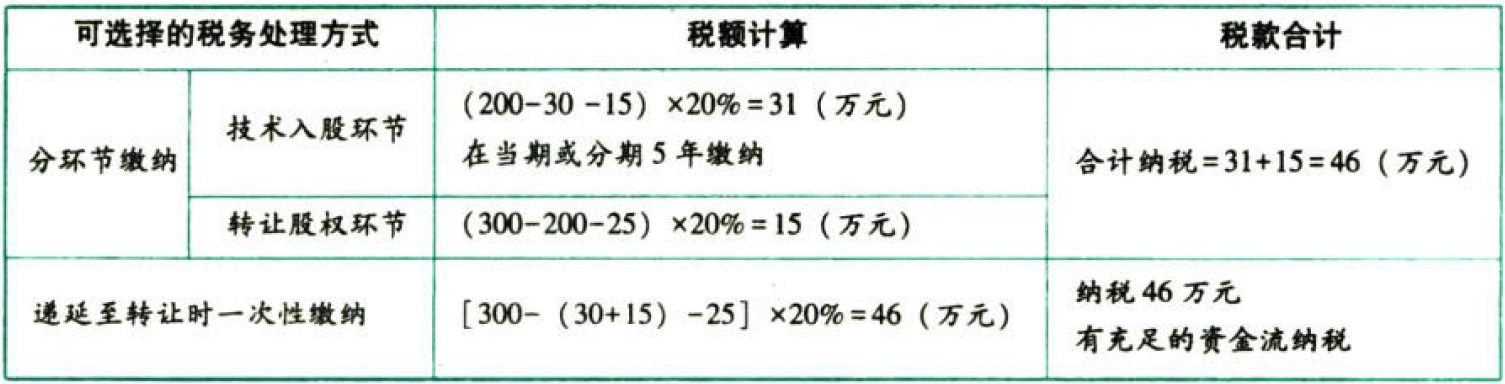 可选择的税务处理方式 税额计算 税款合计
分环节缴纳
技术入股环节
(200-30 -15) ×20%=31 (万元)
在当期或分期 5 年缴纳
合计纳税=31+15=46 (万元)
转让股权环节
(300-200-25) ×20%=15 (万元)
递延至转让时一次性缴纳
[300- (30+15) -25] ×20%=46 (万元)
纳税 46 万元
有充足的资金流纳税